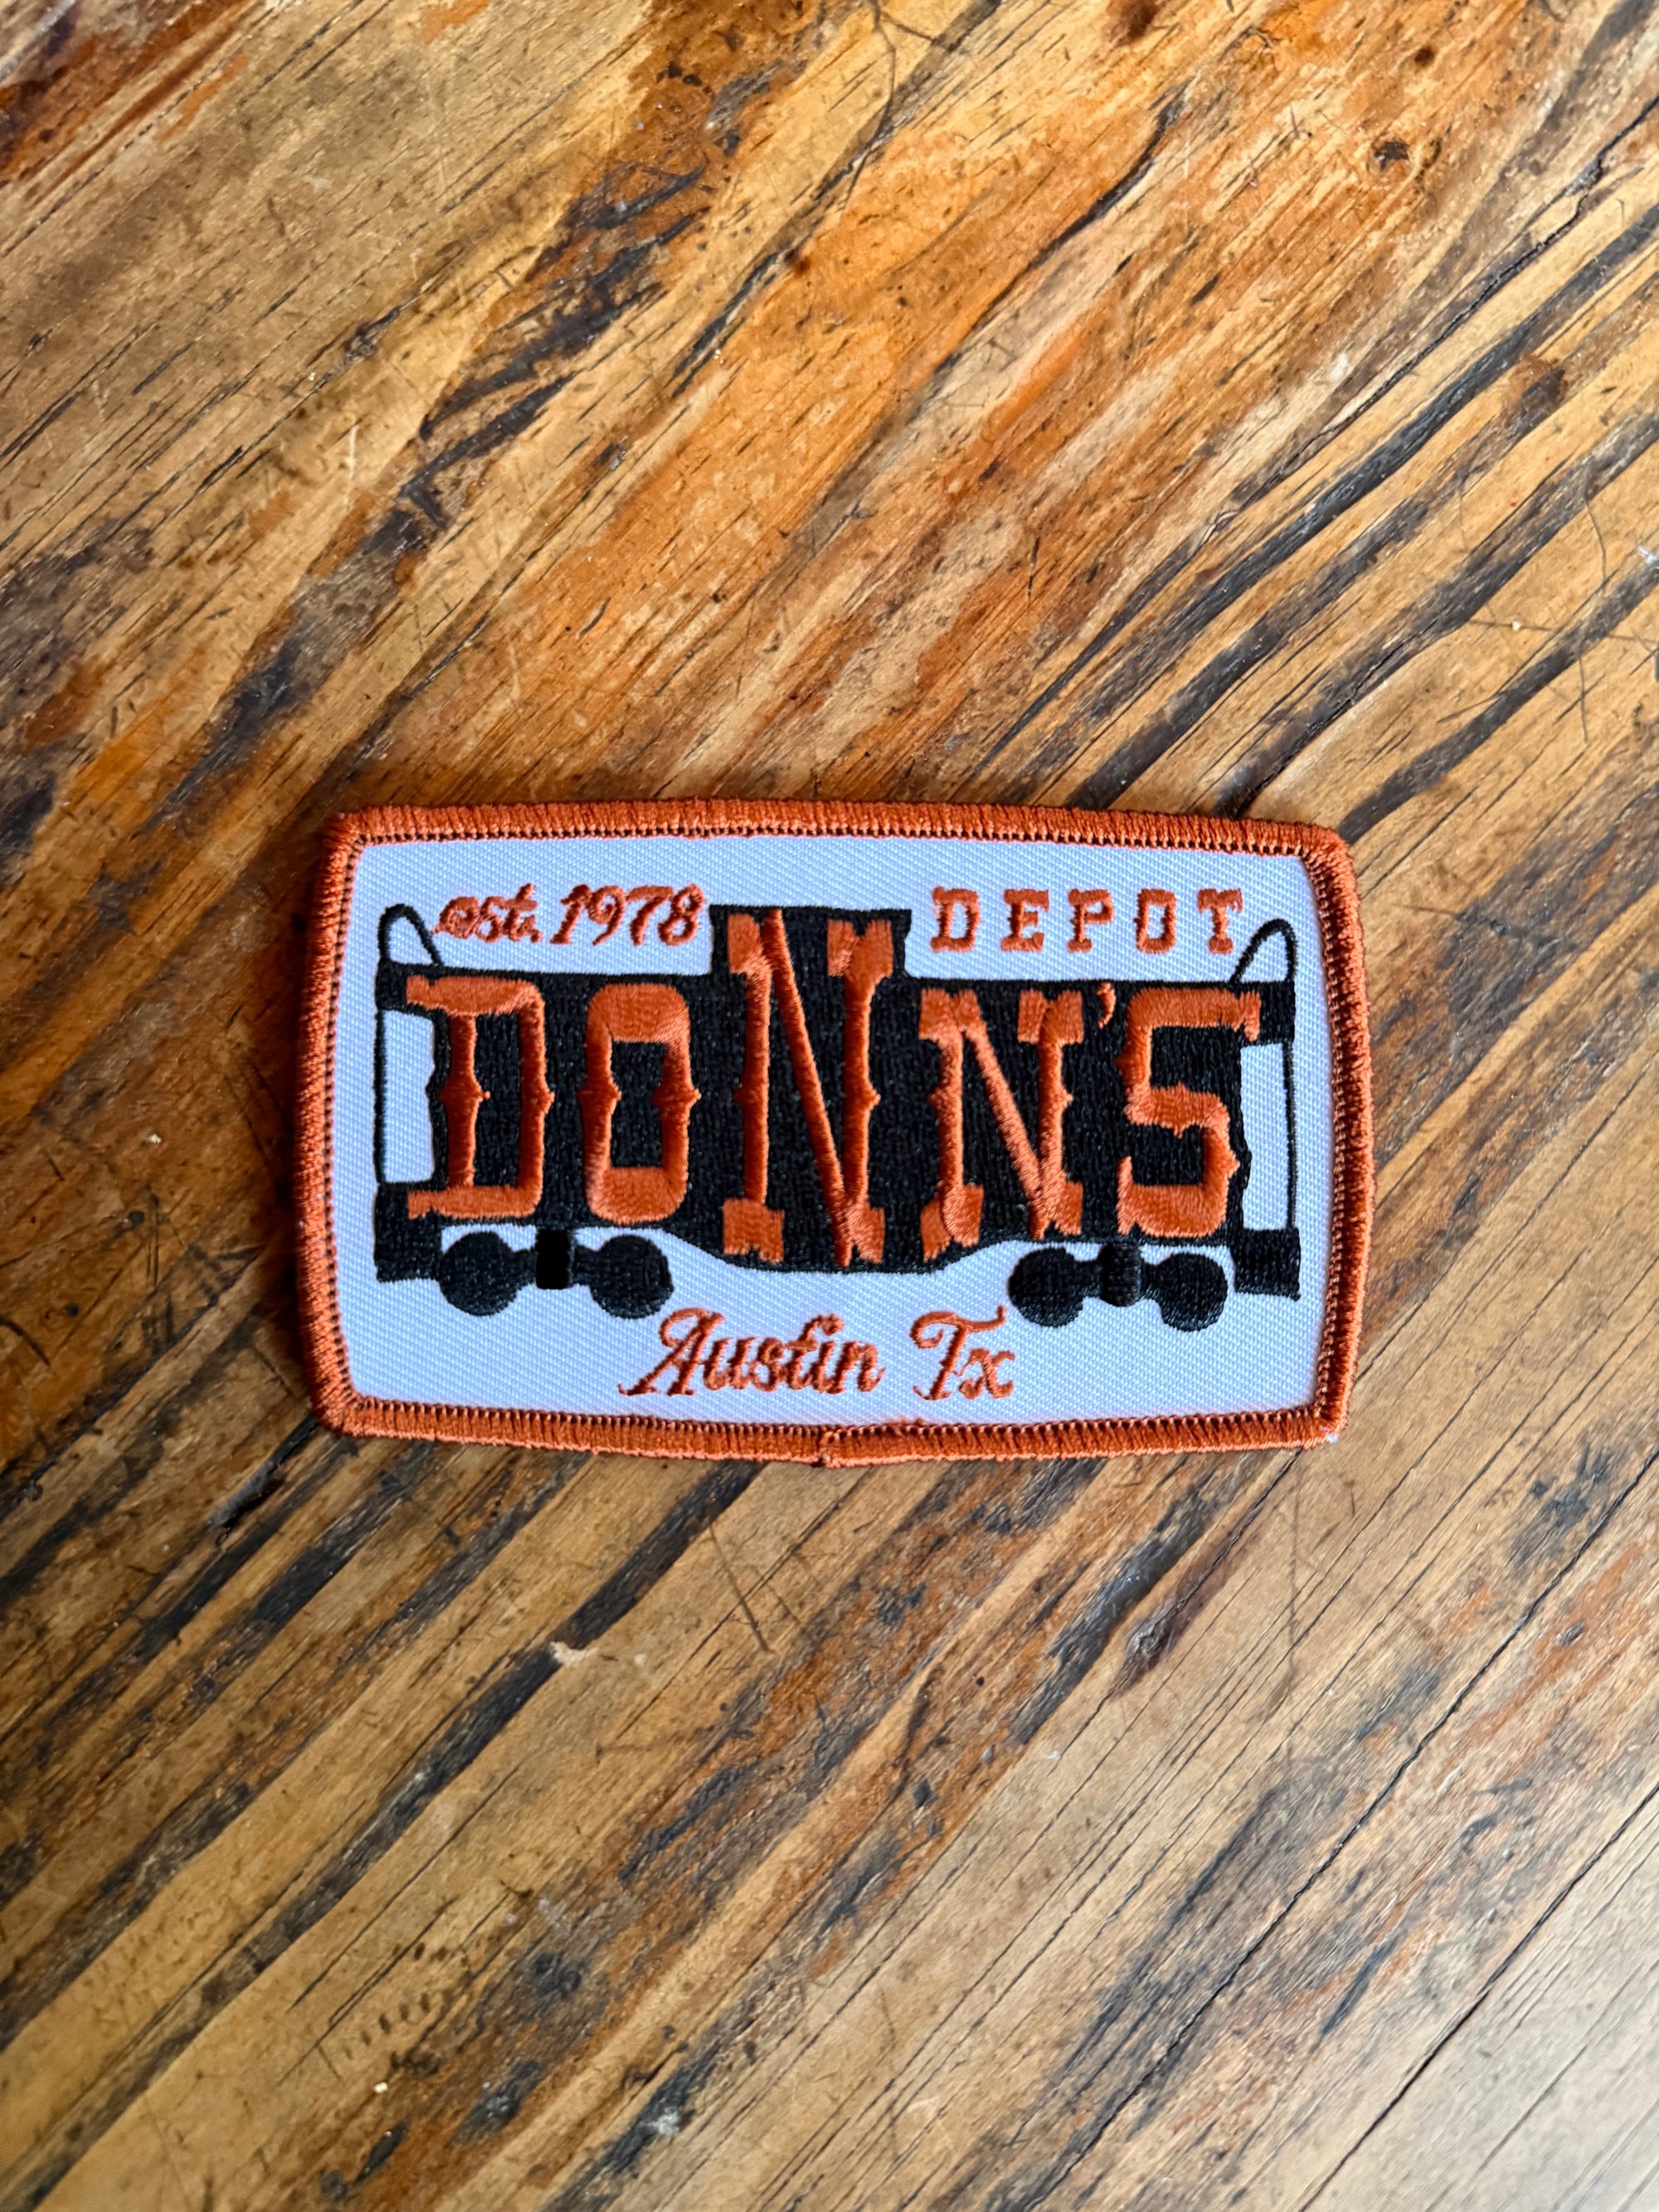 est. 1978 DEPOT
DONN'S
Austin Tx